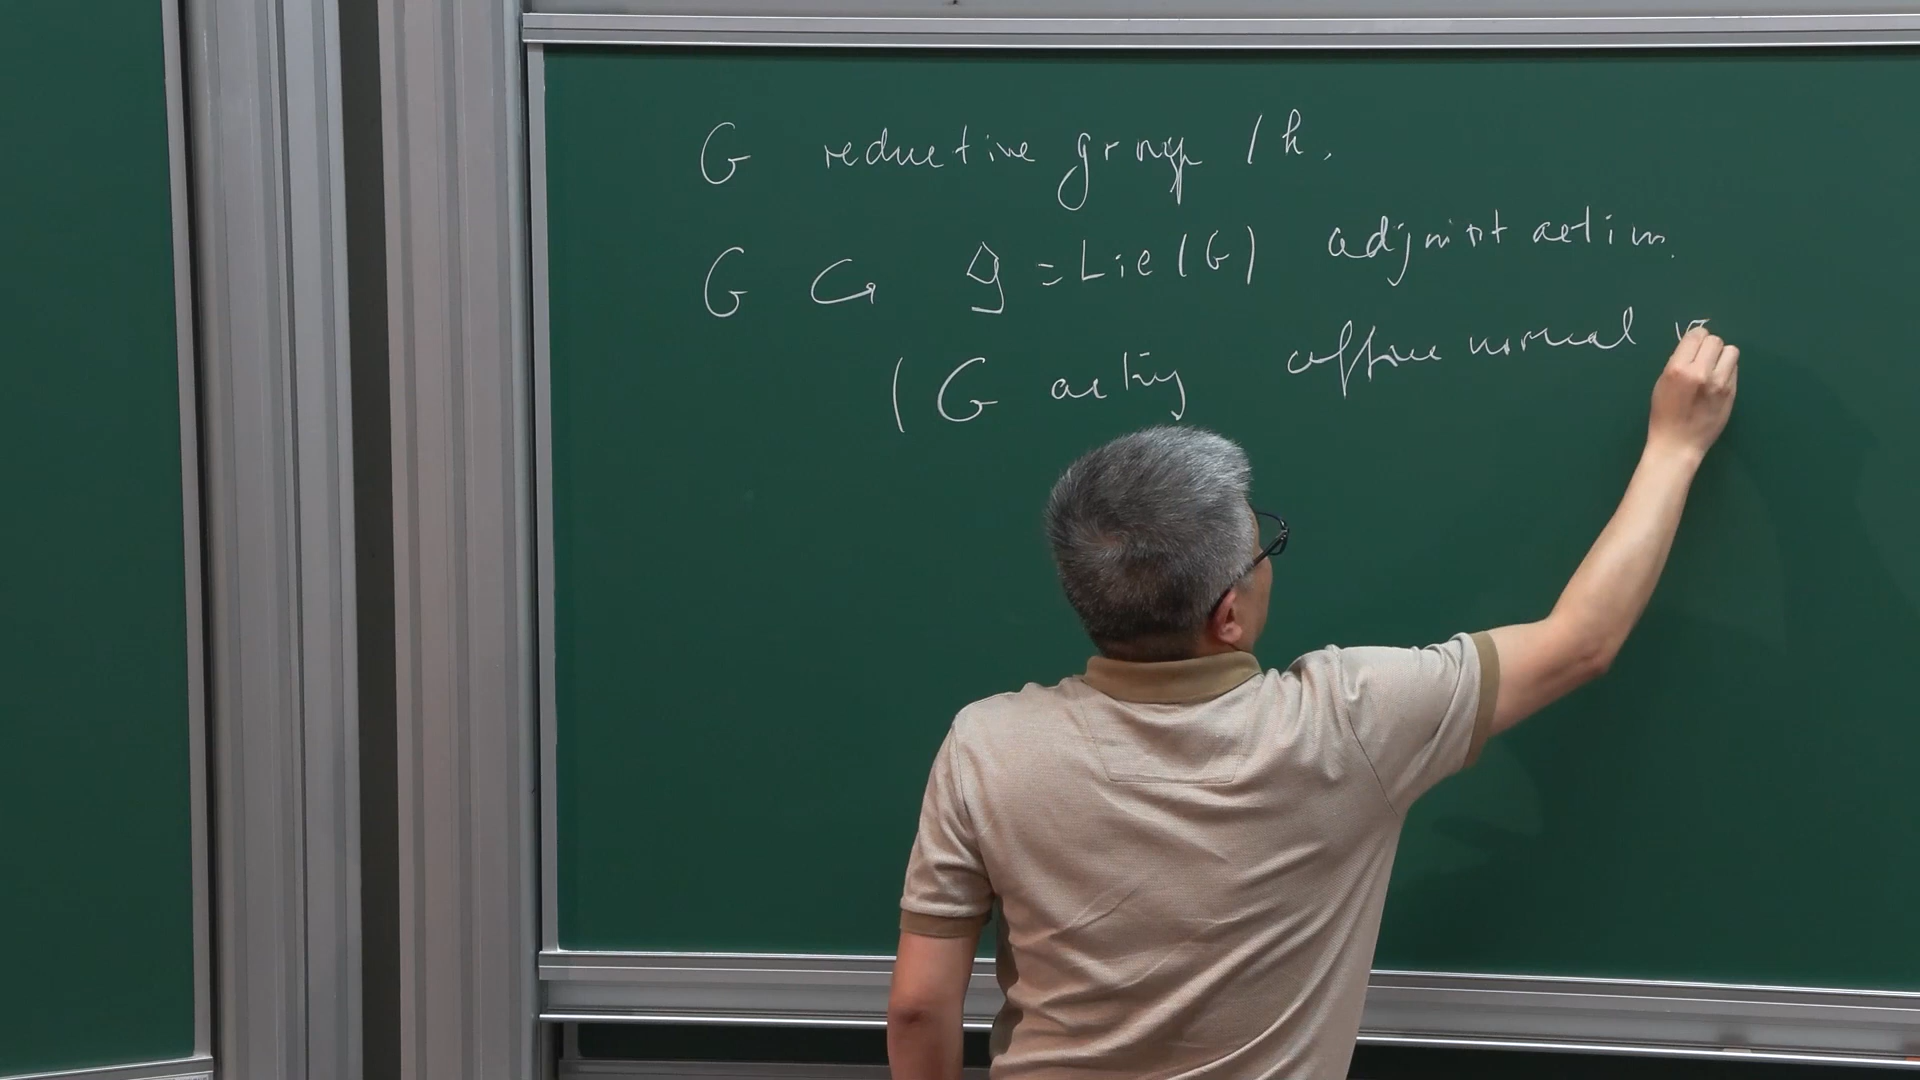 G reductive group / k.
G ↪ g = Lie(G) adjoint action.
(G acting affine normal v